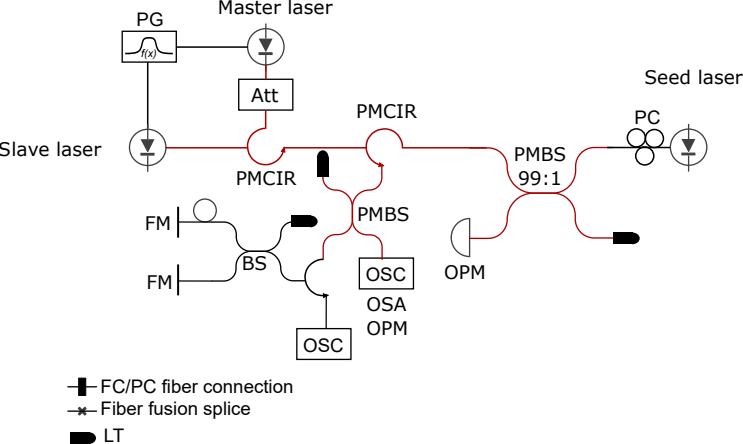 Master laser
PG
f(x)
Att
Seed laser
PMCIR
PC
Slave laser
PMCIR
PMBS
99:1
PMBS
FM
BS
OPM
FM
OSC
OSA
OPM
OSC
FC/PC fiber connection
Fiber fusion splice
LT